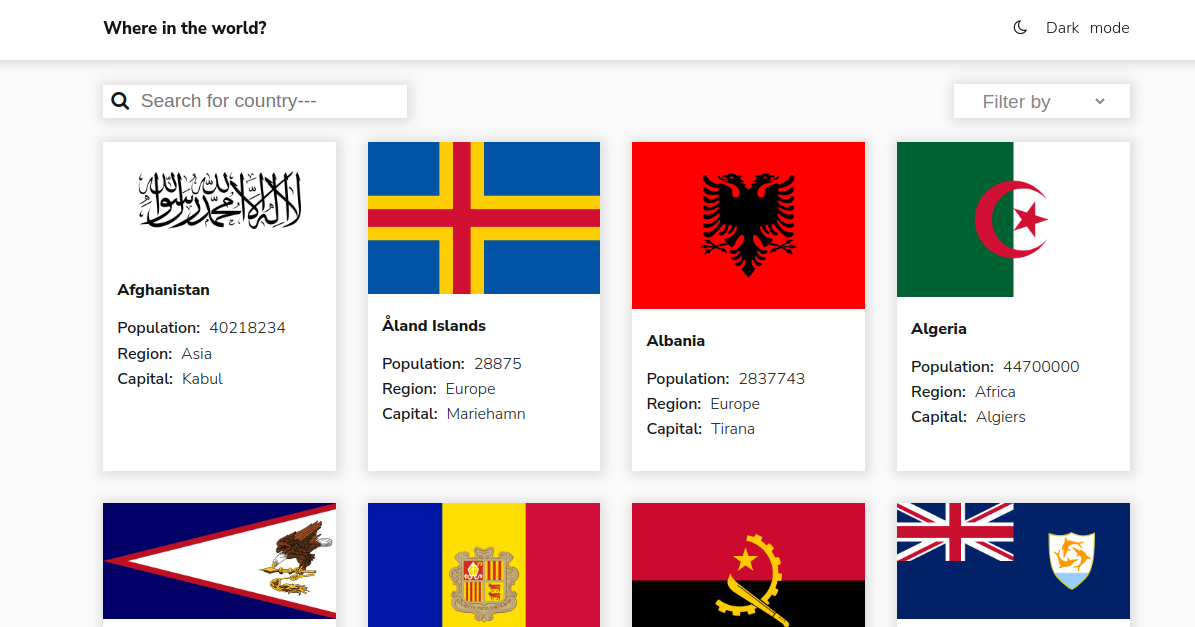 Where in the world?
Dark mode
Search for country---
Filter by
لا إله إلا الله محمد رسول الله
Afghanistan
Population: 40218234
Region: Asia
Capital: Kabul
Åland Islands
Population: 28875
Region: Europe
Capital: Mariehamn
Albania
Population: 2837743
Region: Europe
Capital: Tirana
Algeria
Population: 44700000
Region: Africa
Capital: Algiers